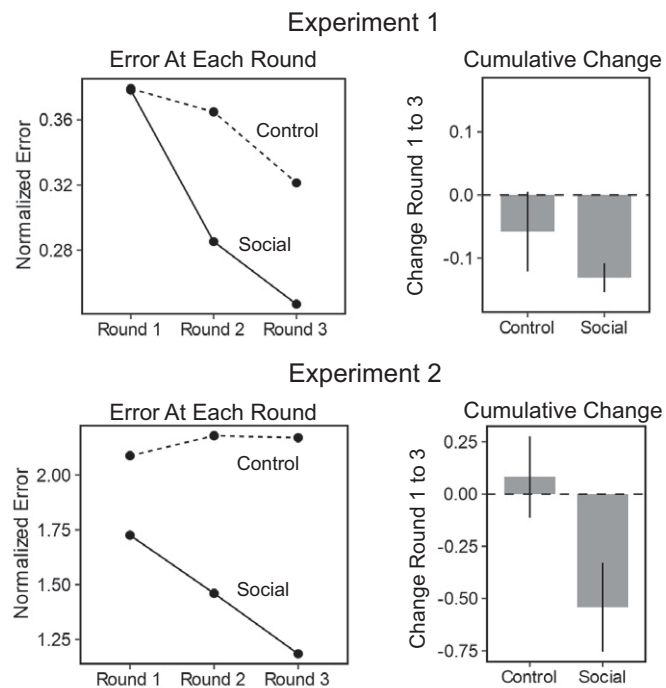 Experiment 1
Error At Each Round
Normalized Error
0.36
0.32
0.28
Control
Social
Round 1 Round 2 Round 3
Cumulative Change
Change Round 1 to 3
0.1
0.0
-0.1
Control Social
Experiment 2
Error At Each Round
Normalized Error
2.00
1.75
1.50
1.25
Control
Social
Round 1 Round 2 Round 3
Cumulative Change
Change Round 1 to 3
0.25
0.00
-0.25
-0.50
-0.75
Control Social